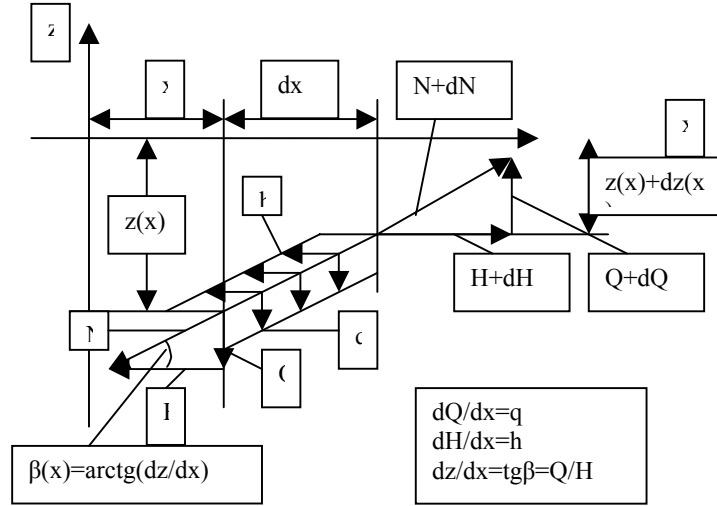 z
dx
N+dN
z(x)
z(x)+dz(x
H+dH
Q+dQ
β(x)=arctg(dz/dx)
dQ/dx=q
dH/dx=h
dz/dx=tgβ=Q/H